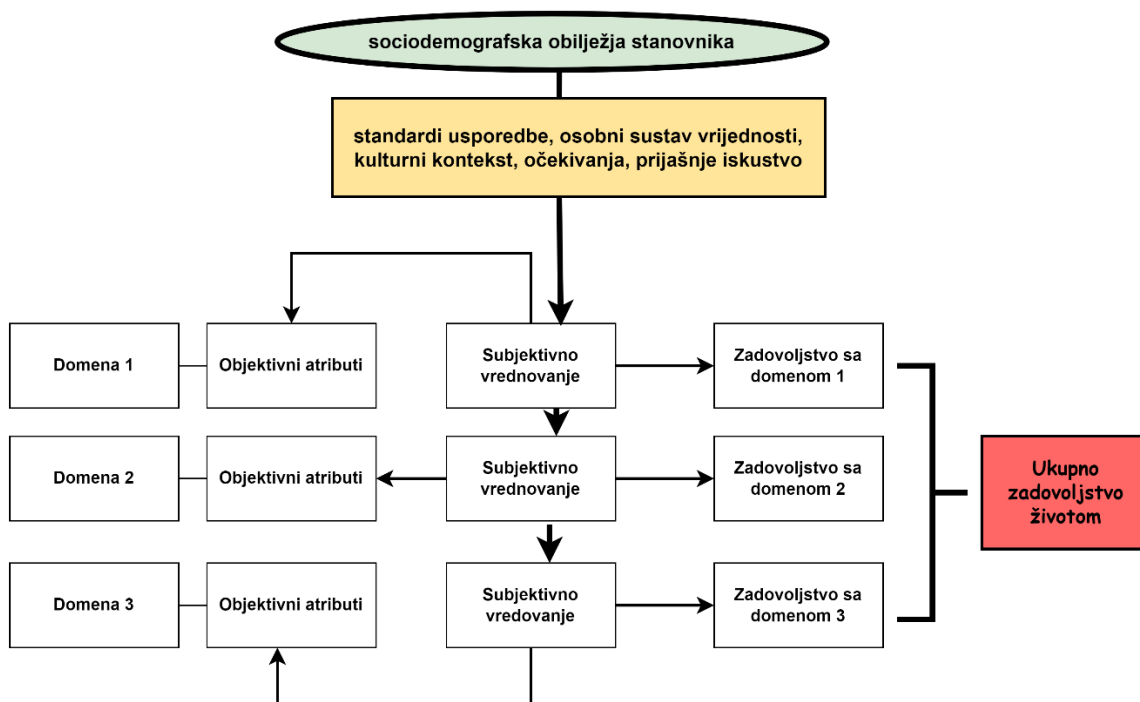 sociodemografska obilježja stanovnika
standardi usporedbe, osobni sustav vrijednosti,
kulturni kontekst, očekivanja, prijašnje iskustvo
Domena 1
Objektivni atributi
Subjektivno
vrednovanje
Zadovoljstvo sa
domenom 1
Domena 2
Objektivni atributi
Subjektivno
vrednovanje
Zadovoljstvo sa
domenom 2
Ukupno
zadovoljstvo
životom
Domena 3
Objektivni atributi
Subjektivno
vredovanje
Zadovoljstvo sa
domenom 3